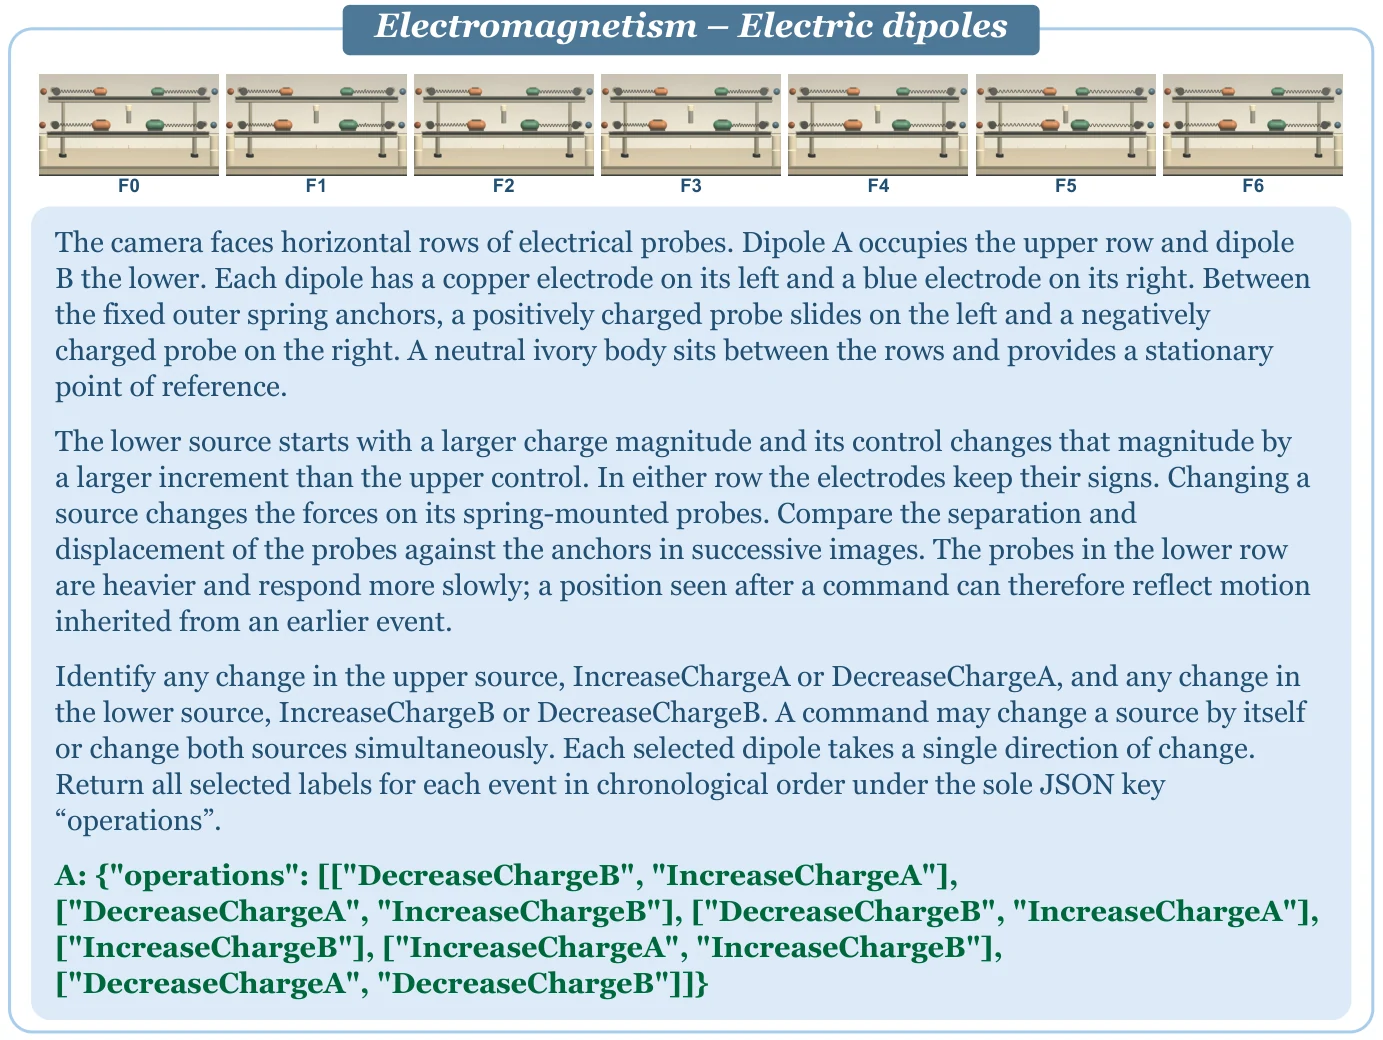 Electromagnetism – Electric dipoles
F0 F1 F2 F3 F4 F5 F6
The camera faces horizontal rows of electrical probes. Dipole A occupies the upper row and dipole
B the lower. Each dipole has a copper electrode on its left and a blue electrode on its right. Between
the fixed outer spring anchors, a positively charged probe slides on the left and a negatively
charged probe on the right. A neutral ivory body sits between the rows and provides a stationary
point of reference.
The lower source starts with a larger charge magnitude and its control changes that magnitude by
a larger increment than the upper control. In either row the electrodes keep their signs. Changing a
source changes the forces on its spring-mounted probes. Compare the separation and
displacement of the probes against the anchors in successive images. The probes in the lower row
are heavier and respond more slowly; a position seen after a command can therefore reflect motion
inherited from an earlier event.
Identify any change in the upper source, IncreaseChargeA or DecreaseChargeA, and any change in
the lower source, IncreaseChargeB or DecreaseChargeB. A command may change a source by itself
or change both sources simultaneously. Each selected dipole takes a single direction of change.
Return all selected labels for each event in chronological order under the sole JSON key
“operations”.
A: {"operations": [["DecreaseChargeB", "IncreaseChargeA"],
["DecreaseChargeA", "IncreaseChargeB"], ["DecreaseChargeB", "IncreaseChargeA"],
["IncreaseChargeB"], ["IncreaseChargeA", "IncreaseChargeB"],
["DecreaseChargeA", "DecreaseChargeB"]]}